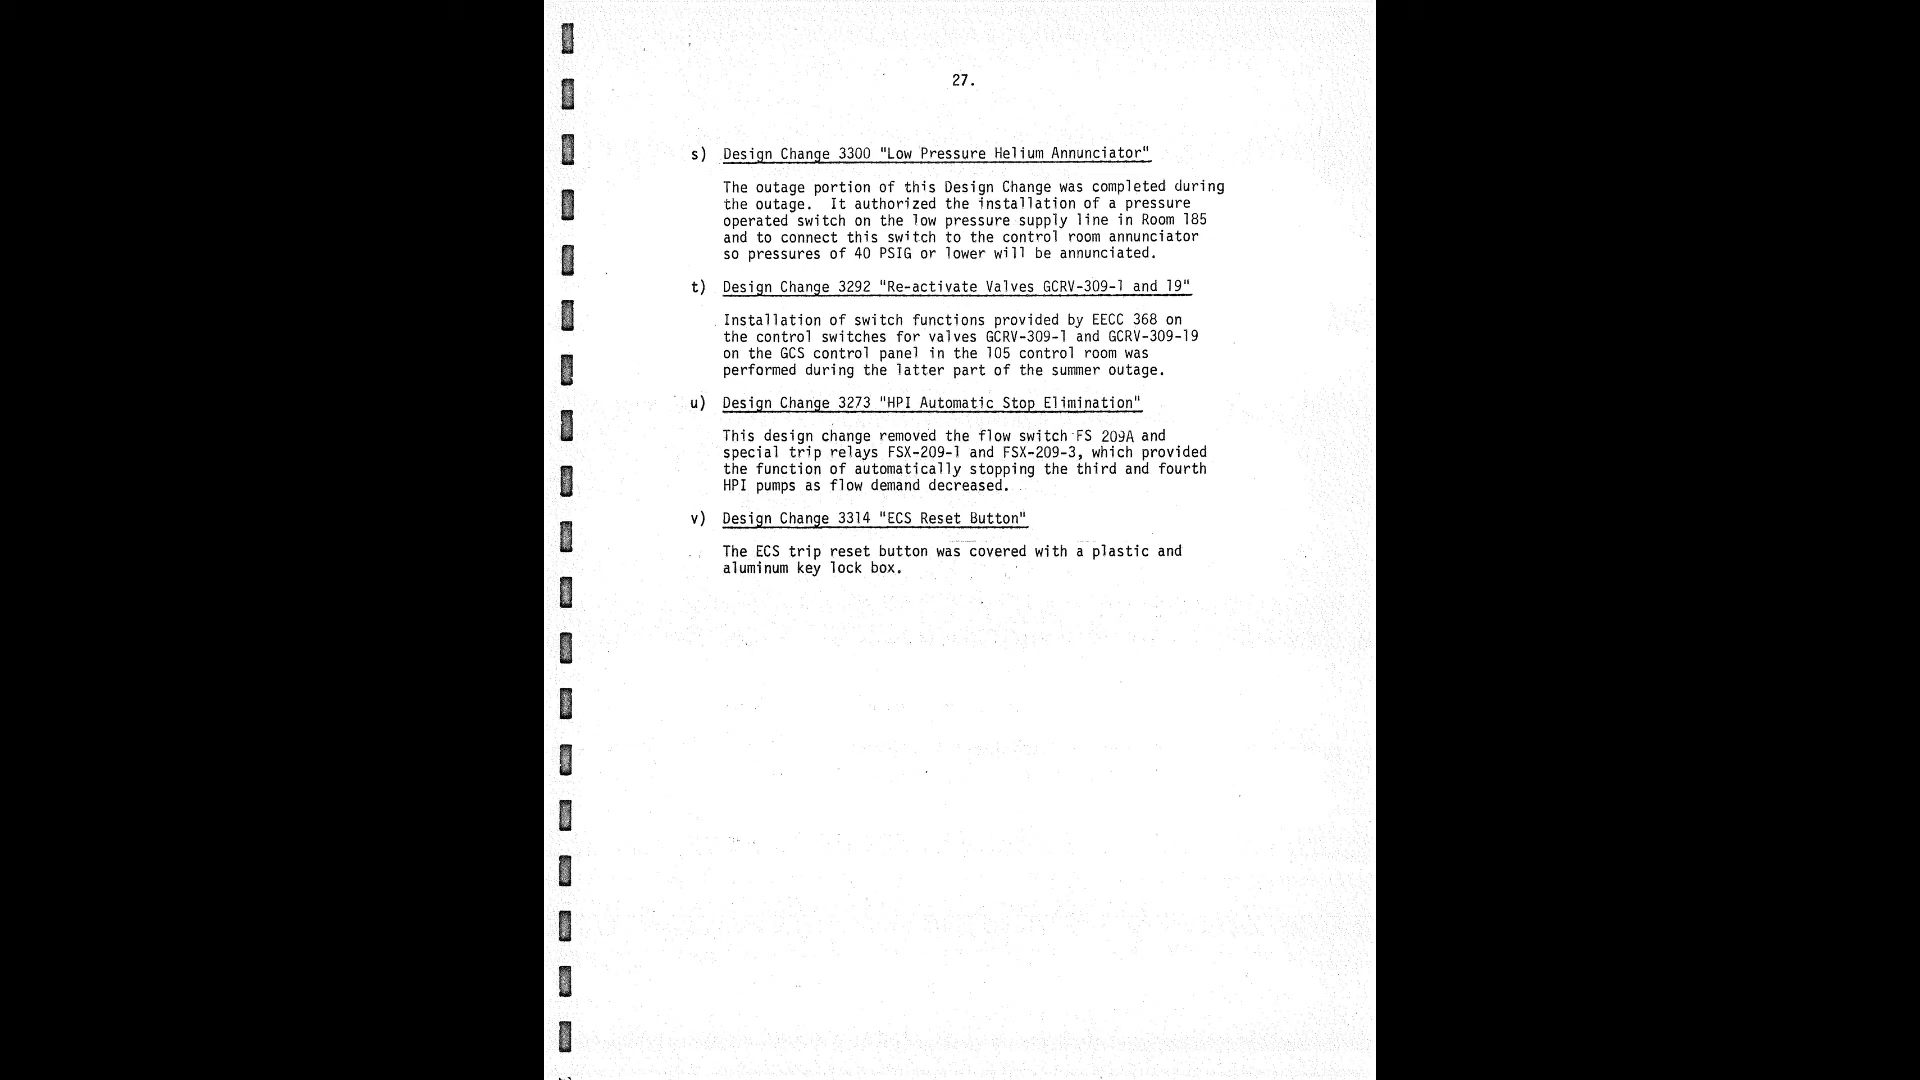 27.
s) Design Change 3300 "Low Pressure Helium Annunciator"
The outage portion of this Design Change was completed during
the outage. It authorized the installation of a pressure
operated switch on the low pressure supply line in Room 185
and to connect this switch to the control room annunciator
so pressures of 40 PSIG or lower will be annunciated.
t) Design Change 3292 "Re-activate Valves GCRV-309-1 and 19"
Installation of switch functions provided by EECC 368 on
the control switches for valves GCRV-309-1 and GCRV-309-19
on the GCS control panel in the 105 control room was
performed during the latter part of the summer outage.
u) Design Change 3273 "HPI Automatic Stop Elimination"
This design change removed the flow switch FS 209A and
special trip relays FSX-209-1 and FSX-209-3, which provided
the function of automatically stopping the third and fourth
HPI pumps as flow demand decreased.
v) Design Change 3314 "ECS Reset Button"
The ECS trip reset button was covered with a plastic and
aluminum key lock box.